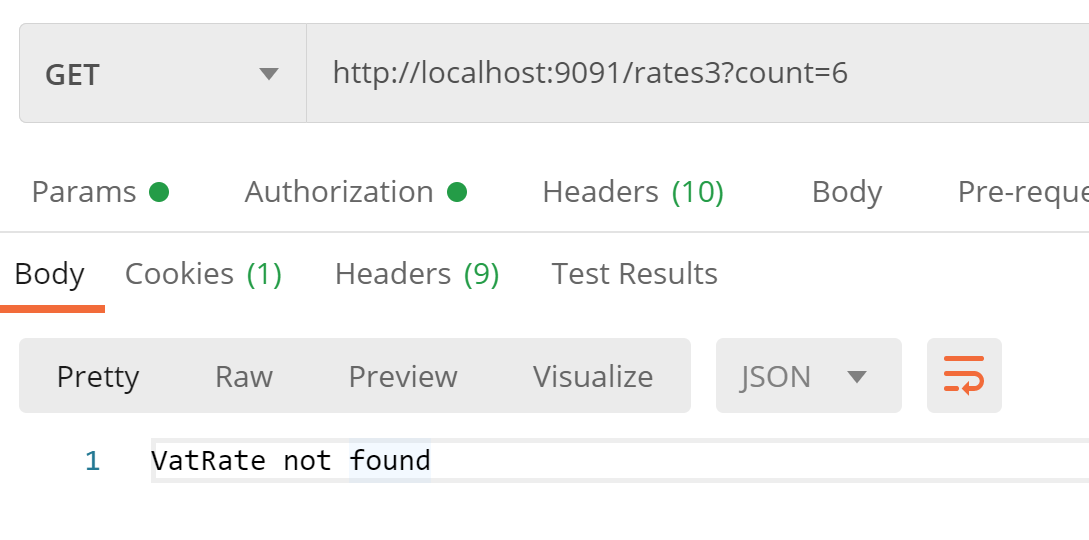 GET http://localhost:9091/rates3?count=6
Params Authorization Headers (10) Body Pre-reque
Body Cookies (1) Headers (9) Test Results
Pretty Raw Preview Visualize JSON
1 VatRate not found